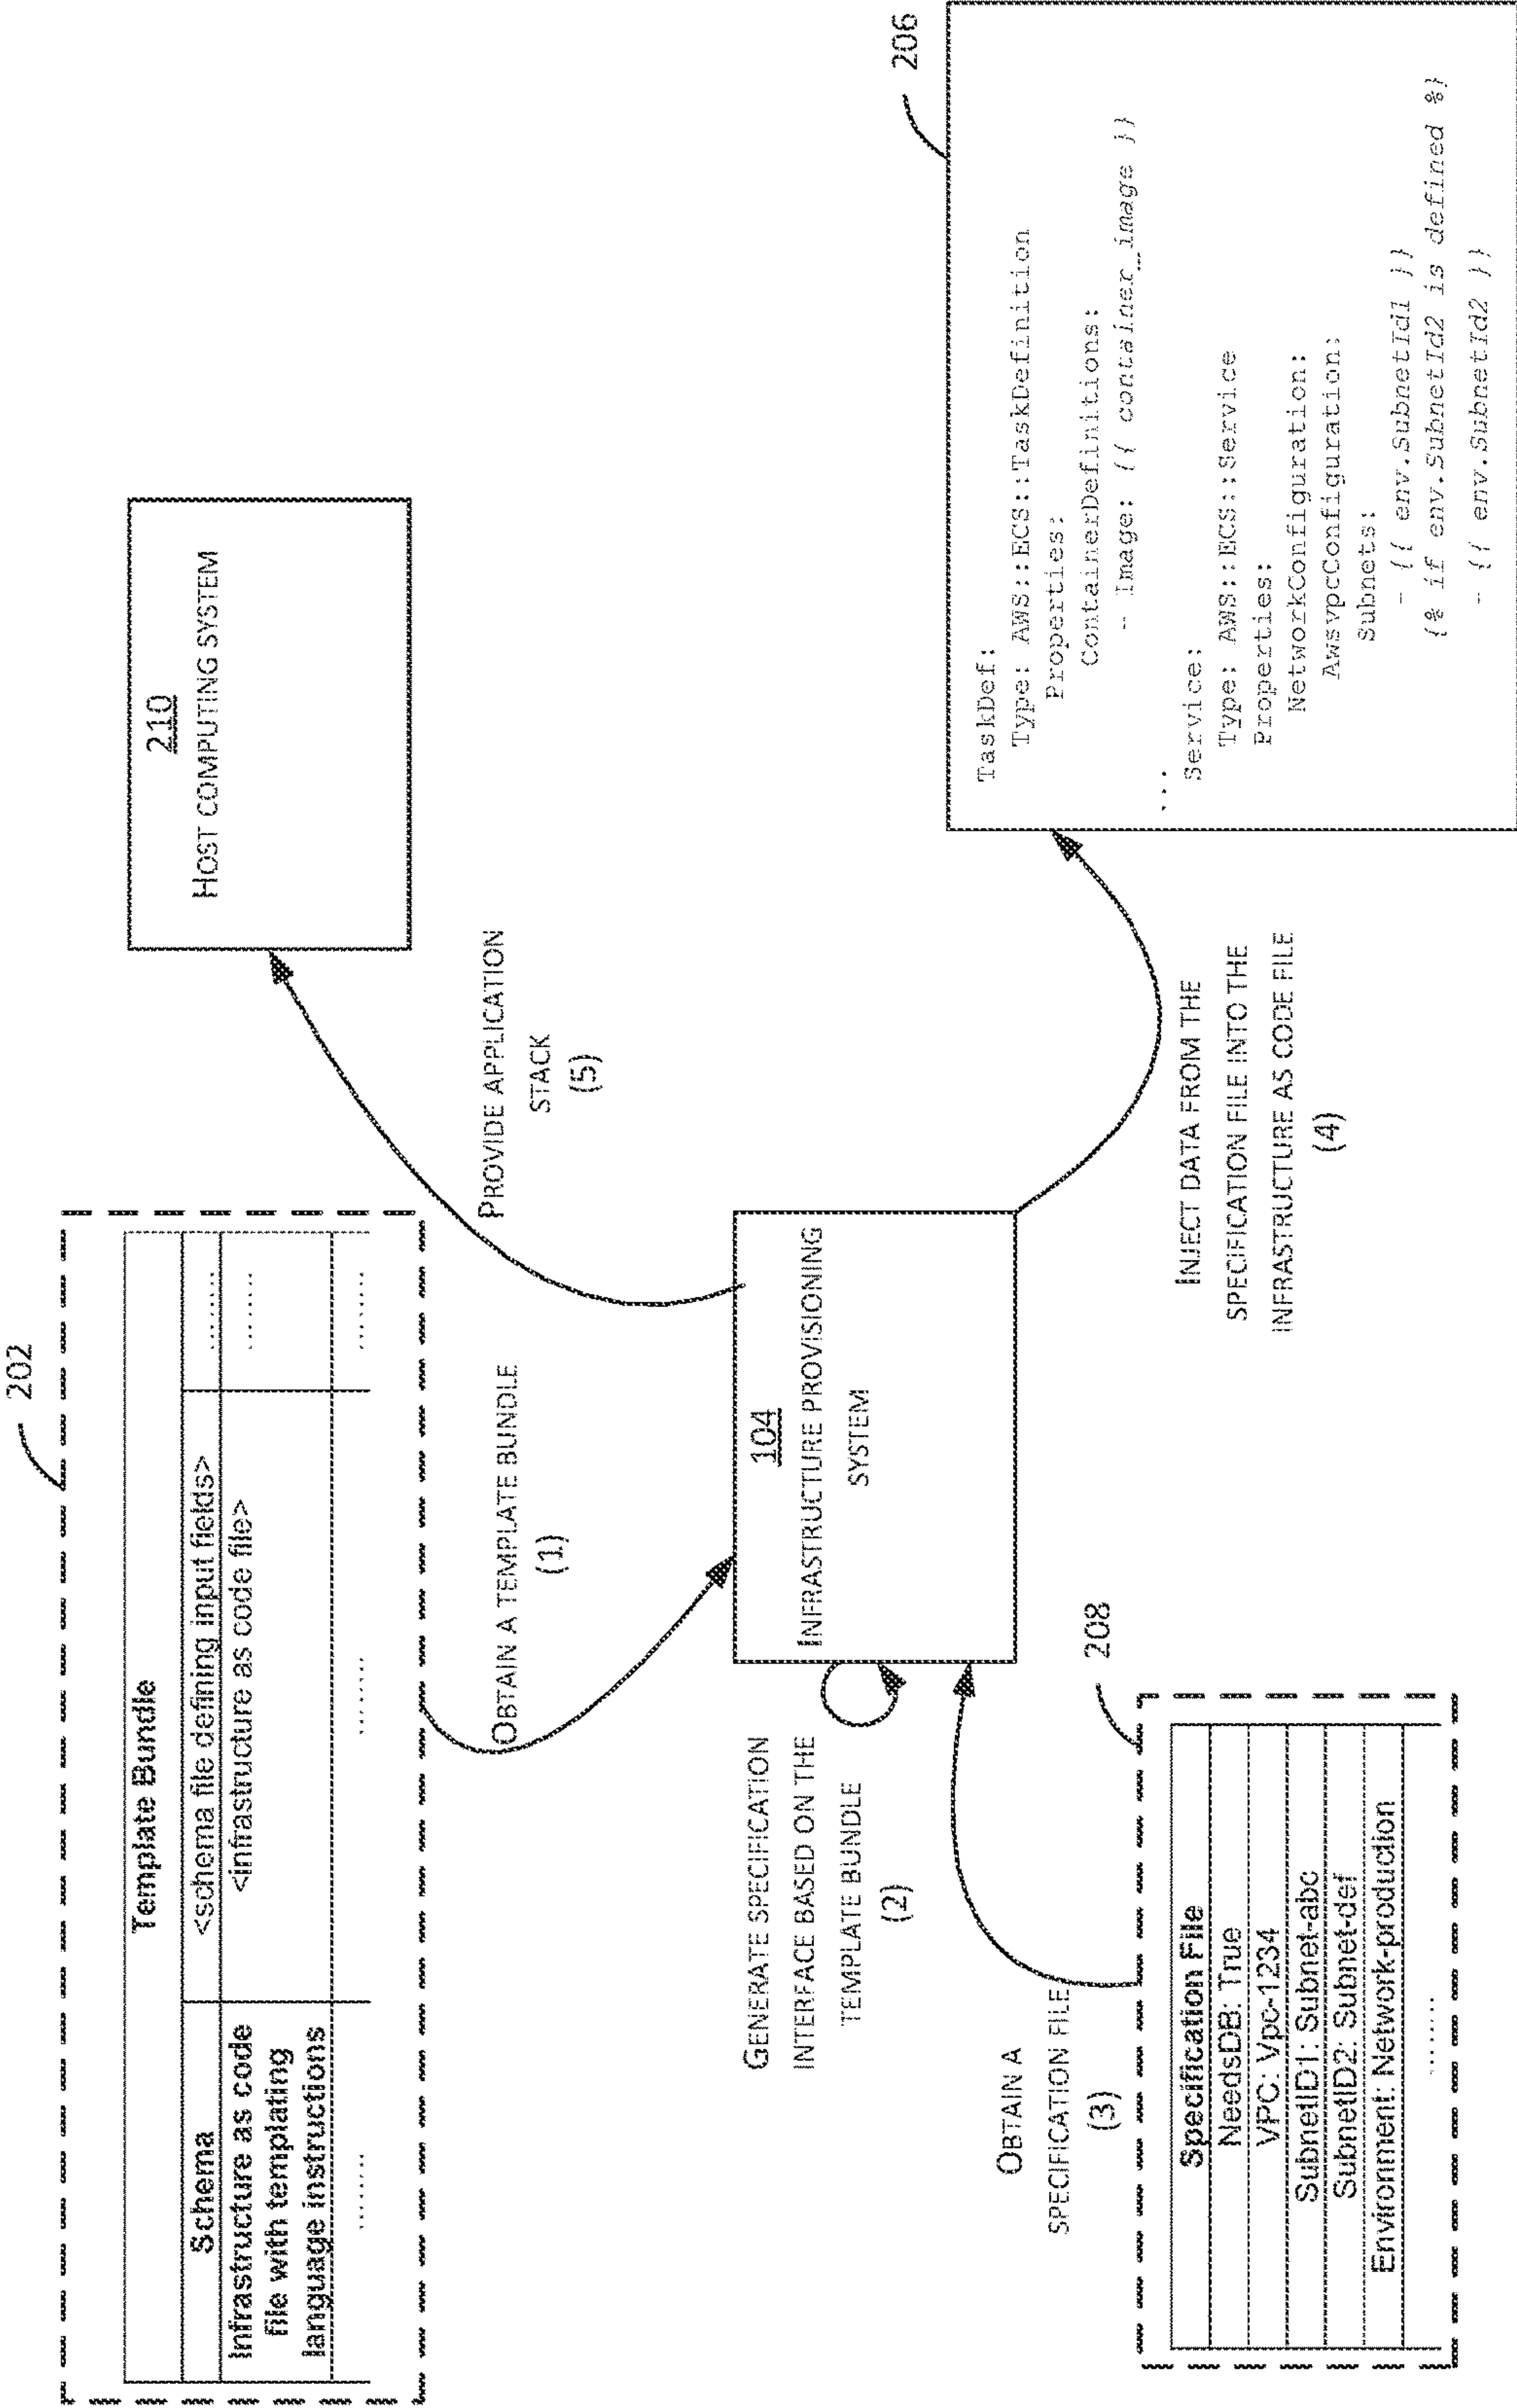 202
Template Bundle
Schema
<schema file defining input fields>
........
Infrastructure as code
file with templating
language instructions
<infrastructure as code file>
........
........
........
........
OBTAIN A TEMPLATE BUNDLE
(1)
PROVIDE APPLICATION
STACK
(5)
210
HOST COMPUTING SYSTEM
GENERATE SPECIFICATION
INTERFACE BASED ON THE
TEMPLATE BUNDLE
(2)
104
INFRASTRUCTURE PROVISIONING
SYSTEM
OBTAIN A
SPECIFICATION FILE
(3)
208
Specification File
NeedsDB: True
VPC: Vpc-1234
SubnetID1: Subnet-abc
SubnetID2: Subnet-def
Environment: Network-production
........
INJECT DATA FROM THE
SPECIFICATION FILE INTO THE
INFRASTRUCTURE AS CODE FILE
(4)
206
TaskDef:
Type: AWS::ECS::TaskDefinition
Properties:
ContainerDefinitions:
- Image: {{ container_image }}
...
Service:
Type: AWS::ECS::Service
Properties:
NetworkConfiguration:
AwsvpcConfiguration:
Subnets:
- {{ env.SubnetId1 }}
{% if env.SubnetId2 is defined %}
- {{ env.SubnetId2 }}